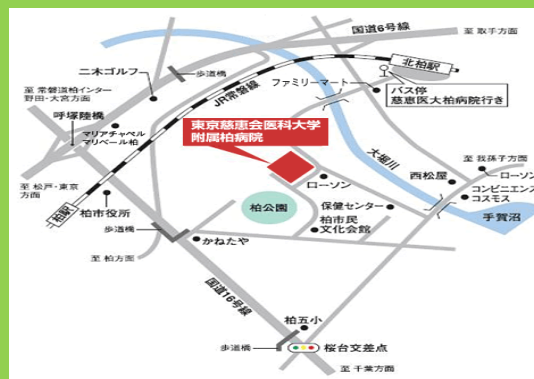 国道6号線
至 取手方面
北柏駅
二木ゴルフ
歩道橋
ファミリーマート
バス停
慈恵医大柏病院行き
至 常磐道柏インター
野田・大宮方面
JR常磐線
呼塚陸橋
マリアチャペル
マリベール柏
東京慈恵会医科大学
附属柏病院
大堀川
至 我孫子方面
ローソン
西松屋
ローソン
コンビニエンス
コスモス
至 松戸・東京
方面
柏駅
柏市役所
柏公園
保健センター
柏市民
文化会館
手賀沼
歩道橋
かねたや
至 柏方面
国道16号線
柏五小
歩道橋
桜台交差点
至 千葉方面